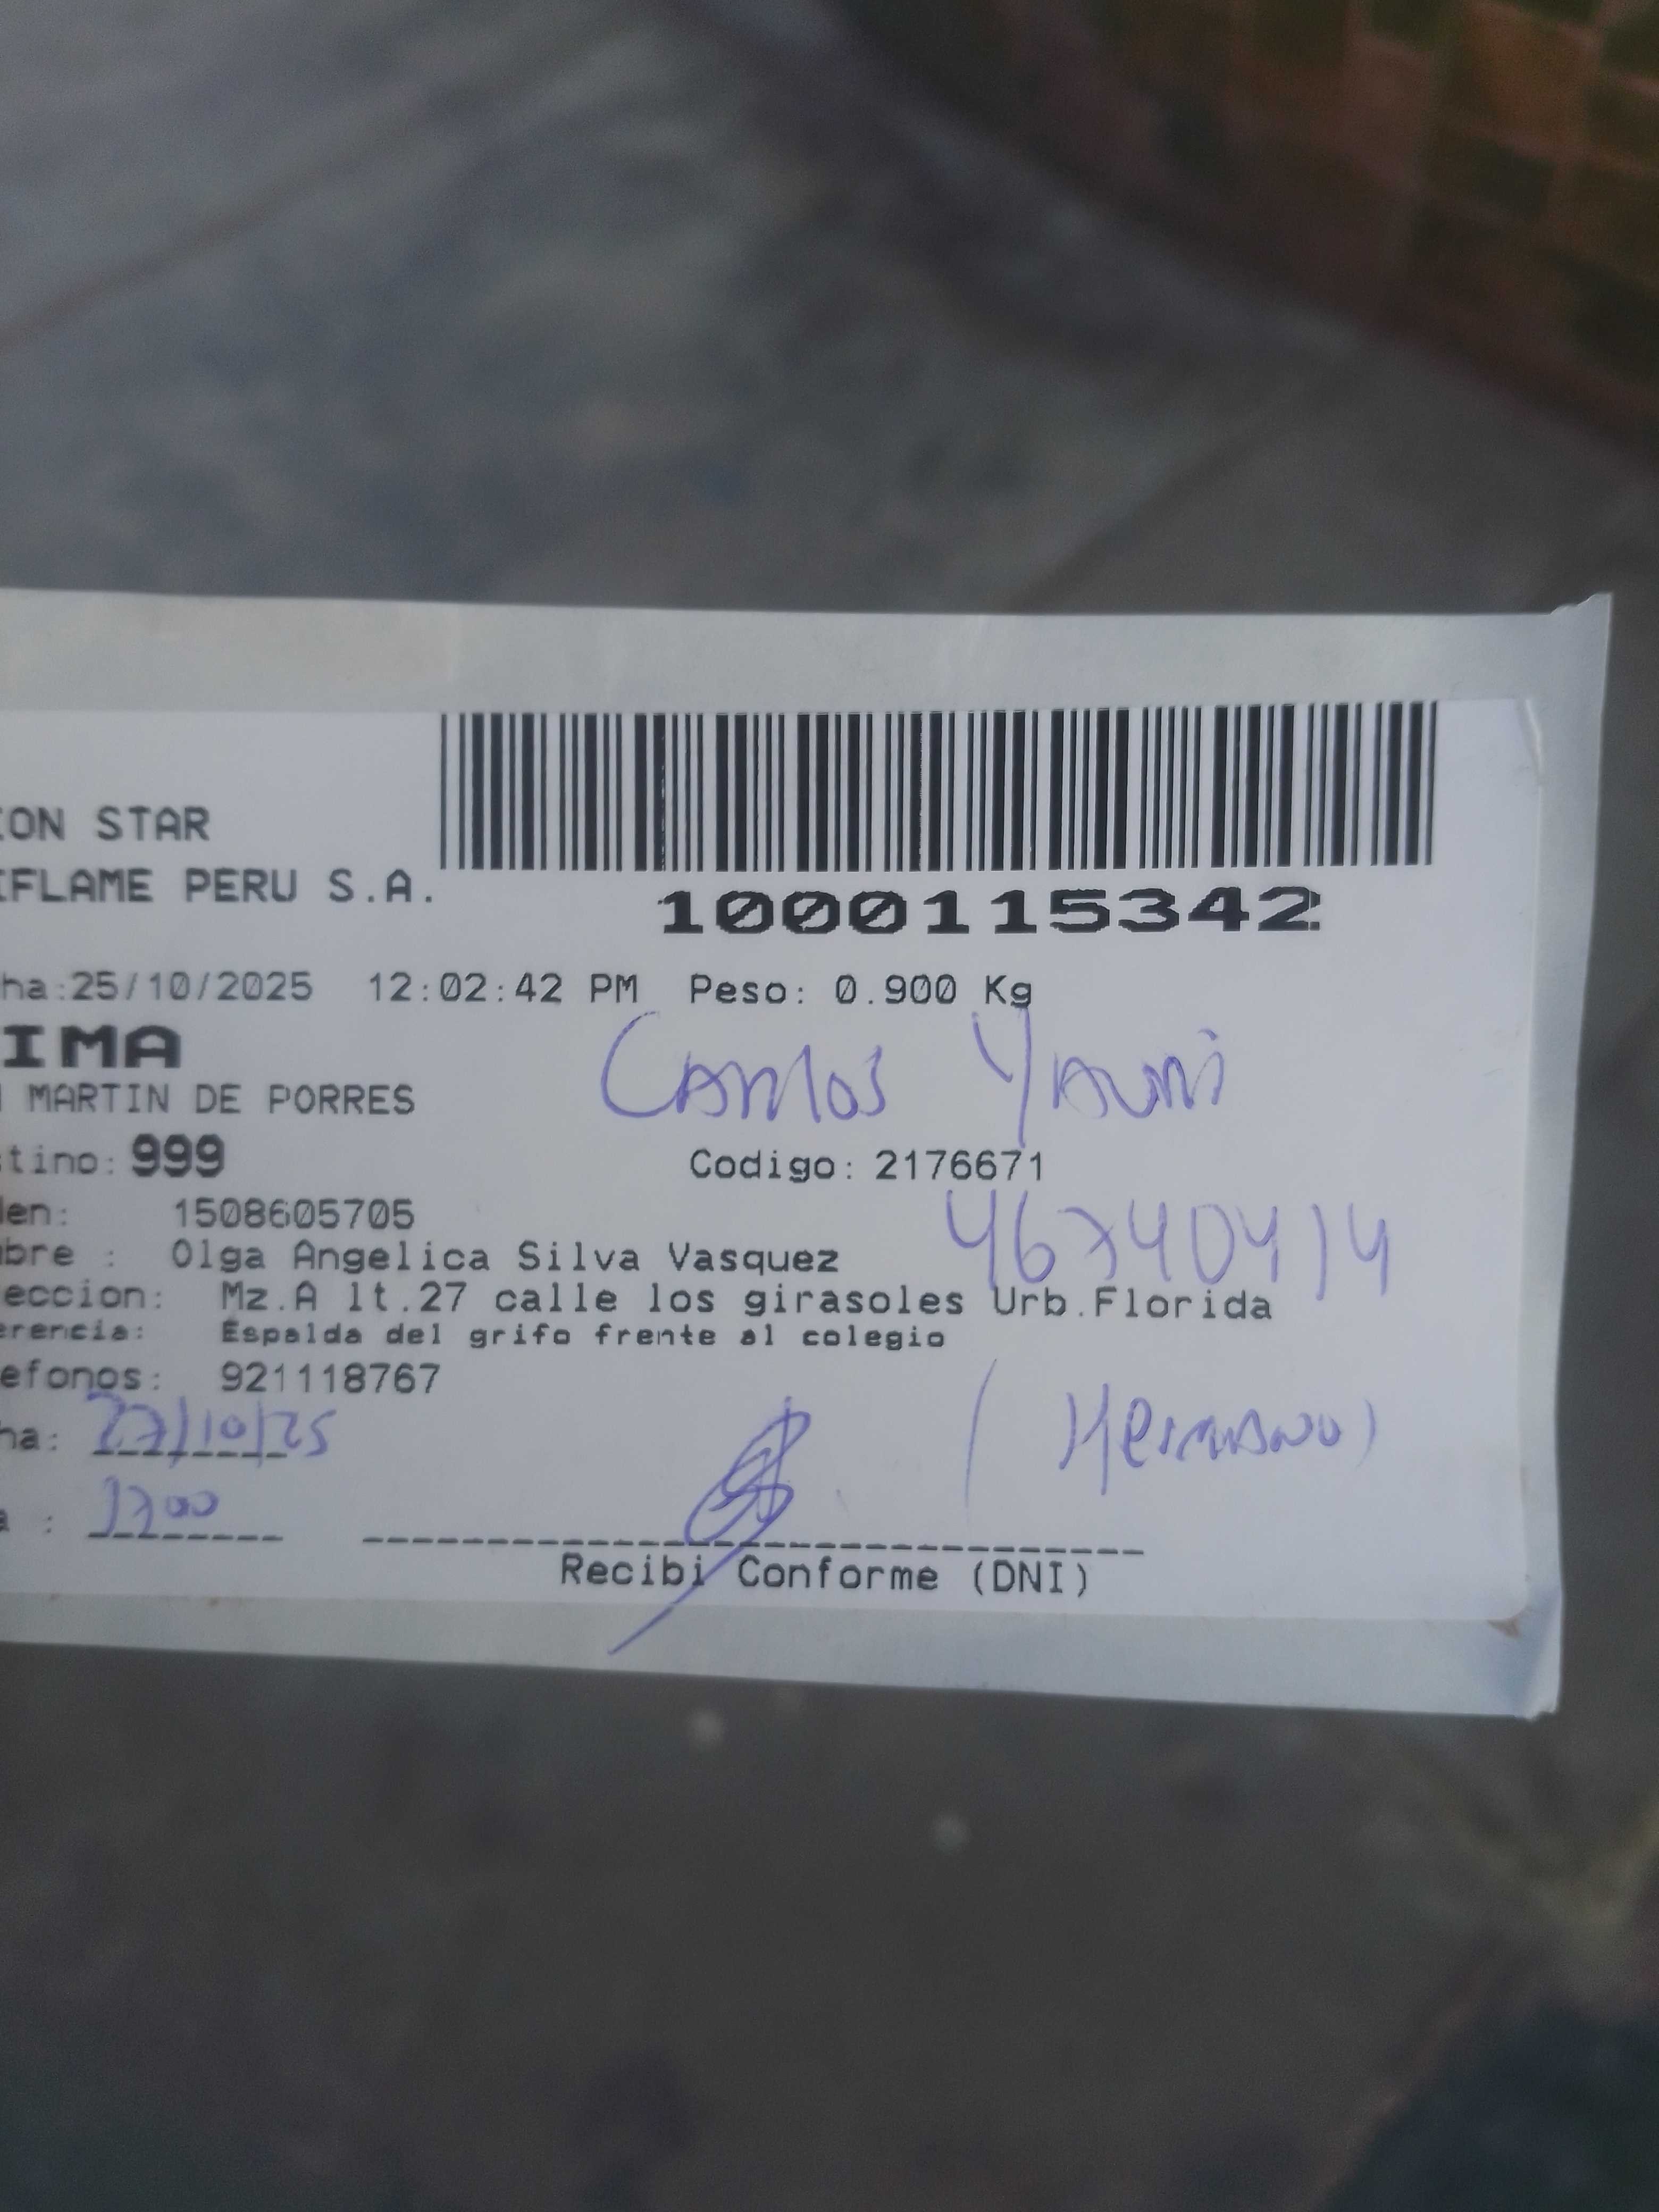 ION STAR
IFLAME PERU S.A.
1000115342
ha:25/10/2025 12:02:42 PM Peso: 0.900 Kg
IMA
MARTIN DE PORRES
Carlos Yauri
stino: 999 Codigo: 2176671
den: 1508605705
46740414
bre : Olga Angelica Silva Vasquez
eccion: Mz.A lt.27 calle los girasoles Urb.Florida
erencia: Espalda del grifo frente al colegio
efonos: 921118767
ha: 27/10/25 (Hermano)
a : 1700
Recibi Conforme (DNI)